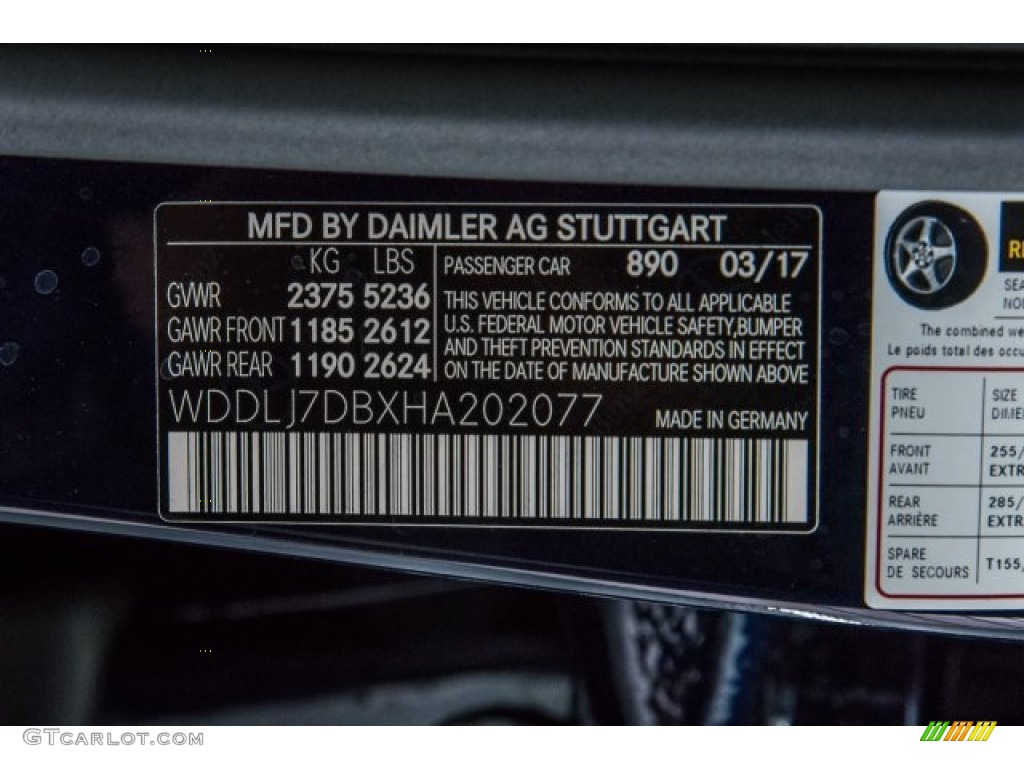 MFD BY DAIMLER AG STUTTGART
KG LBS
GVWR 2375 5236
GAWR FRONT 1185 2612
GAWR REAR 1190 2624
PASSENGER CAR 890 03/17
THIS VEHICLE CONFORMS TO ALL APPLICABLE
U.S. FEDERAL MOTOR VEHICLE SAFETY,BUMPER
AND THEFT PREVENTION STANDARDS IN EFFECT
ON THE DATE OF MANUFACTURE SHOWN ABOVE
WDDLJ7DBXHA202077 MADE IN GERMANY
The combined we
Le poids total des occu
TIRE SIZE
PNEU DIME
FRONT 255/
AVANT EXTR
REAR 285/
ARRIÈRE EXTR
SPARE T155/
DE SECOURS
GTCARLOT.COM